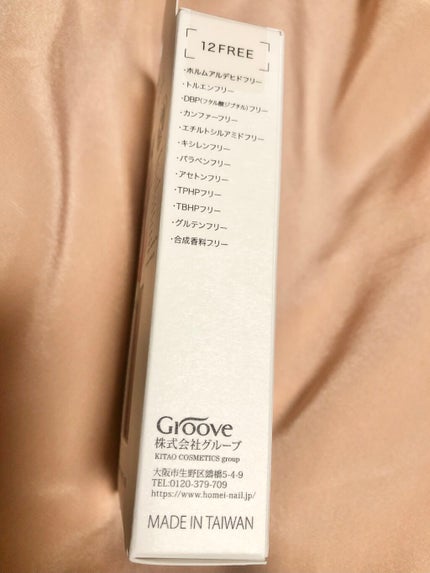 12FREE
・ホルムアルデヒドフリー
・トルエンフリー
・DBP(フタル酸ジブチル)フリー
・カンファーフリー
・エチルトシルアミドフリー
・キシレンフリー
・パラベンフリー
・アセトンフリー
・TPHPフリー
・TBHPフリー
・グルテンフリー
・合成香料フリー
Groove
株式会社グルーブ
KITAO COSMETICS group
大阪市生野区巽橋5-4-9
TEL:0120-379-709
https://www.homei-nail.jp/
MADE IN TAIWAN